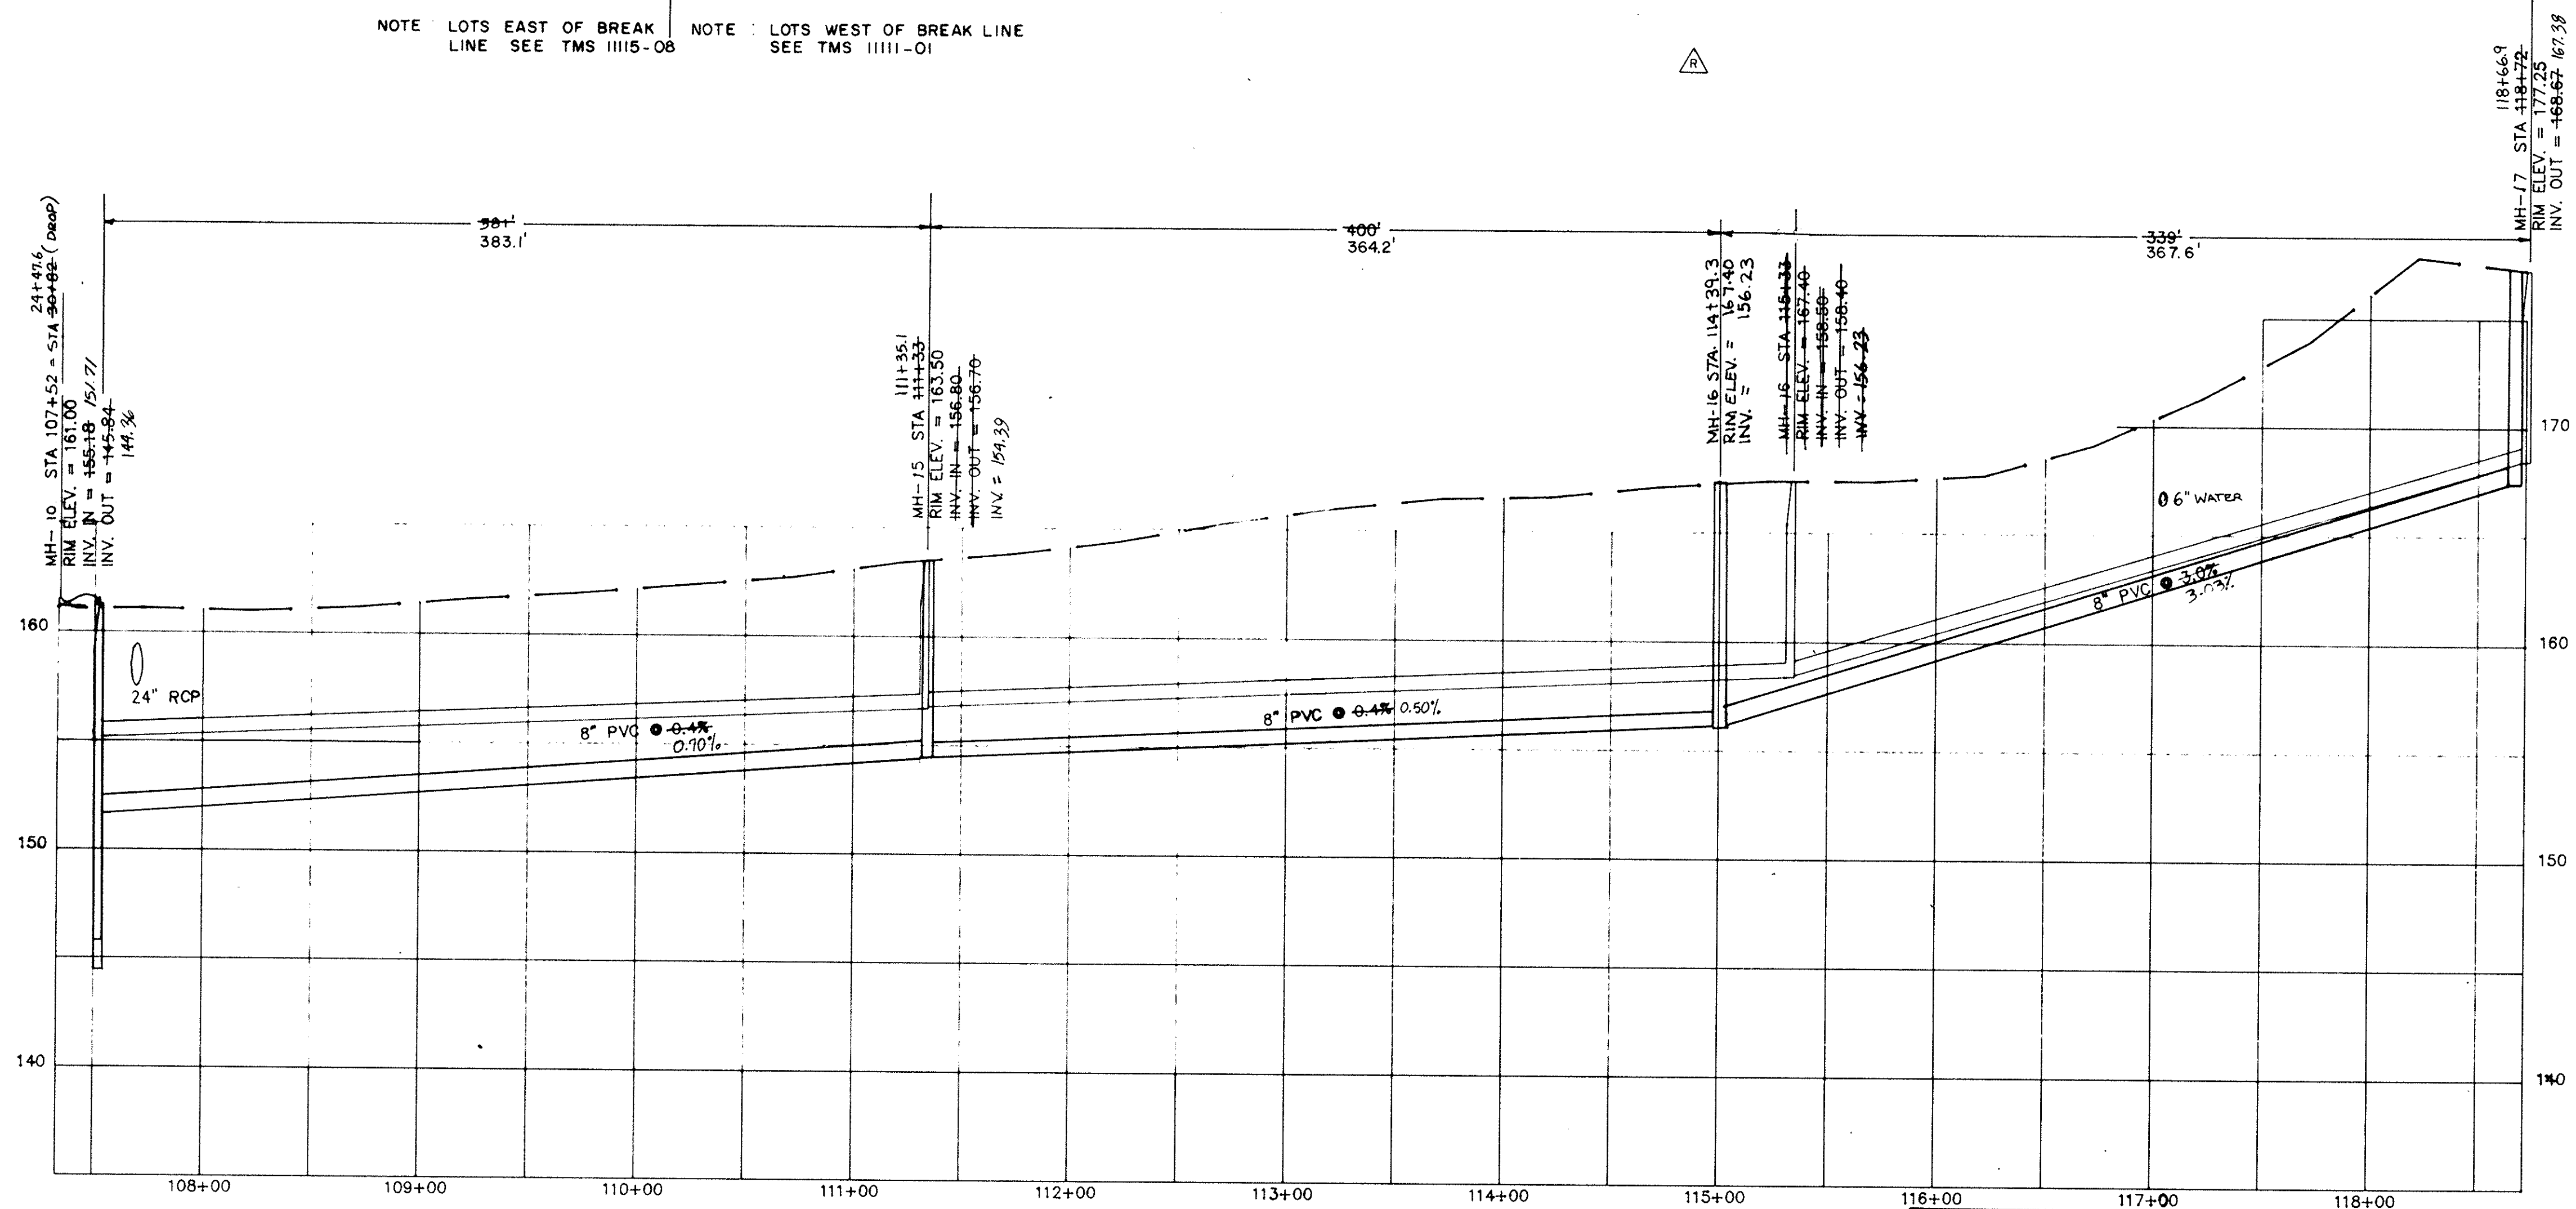 NOTE : LOTS EAST OF BREAK
LINE SEE TMS 11115-08
NOTE : LOTS WEST OF BREAK LINE
SEE TMS 11111-01
R
24+47.6
MH-10 STA 107+52 = STA 30+82 (DROP)
RIM ELEV. = 161.00
INV. IN = 155.18 151.71
INV. OUT = 145.84
144.36
381'
383.1'
111+35.1
MH-15 STA 111+33
RIM ELEV. = 163.50
INV. IN = 156.80
INV. OUT = 156.70
INV. = 154.39
400'
364.2'
MH-16 STA. 114+39.3
RIM ELEV. = 167.40
INV. = 156.23
MH-16 STA 115+33
RIM ELEV. = 167.40
INV. IN = 158.50
INV. OUT = 158.40
INV. = 156.23
339'
367.6'
118+66.9
MH-17 STA 118+72
RIM ELEV. = 177.25
INV. OUT = 168.67 167.38
170
6" WATER
8" PVC @ 3.0%
3.03%
160
160
24" RCP
8" PVC @ 0.4%
0.70%
8" PVC @ 0.4% 0.50%
150
150
140
140
108+00 109+00 110+00 111+00 112+00 113+00 114+00 115+00 116+00 117+00 118+00